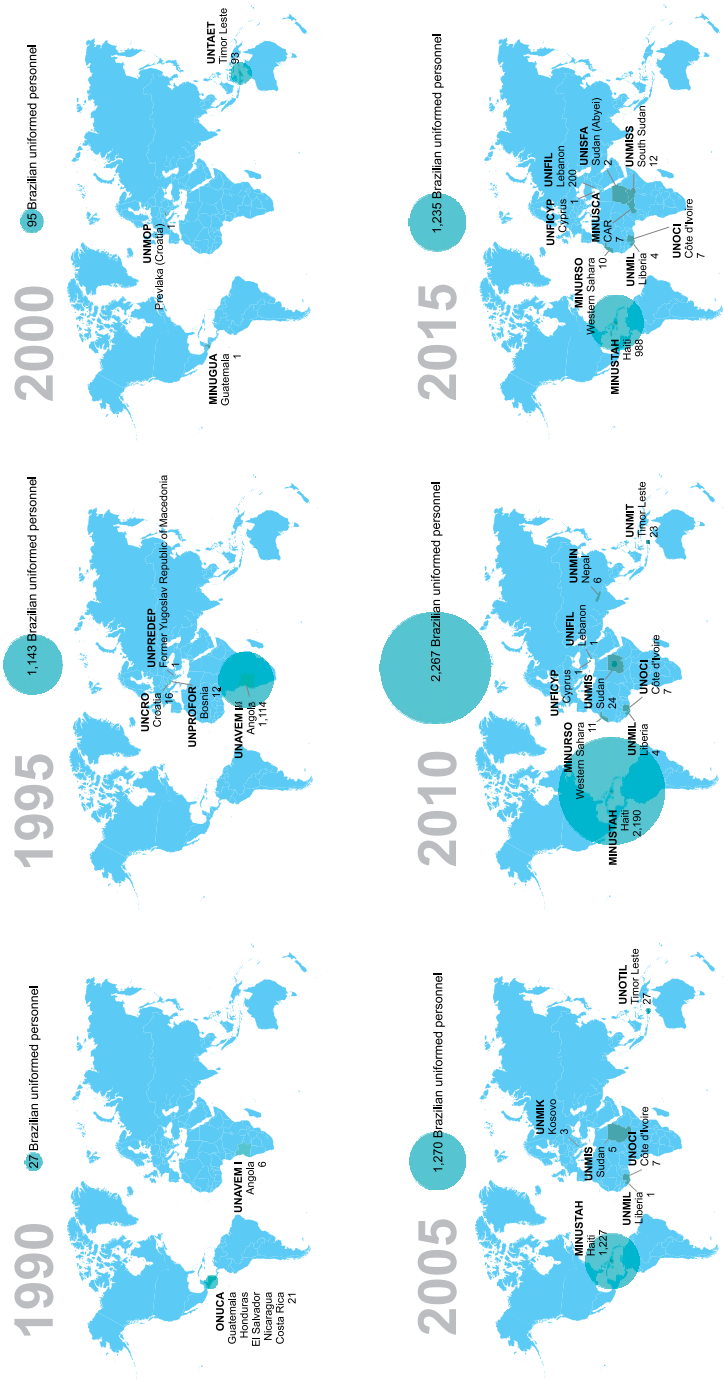 1990
27 Brazilian uniformed personnel
ONUCA
Guatemala
Honduras
El Salvador
Nicaragua
Costa Rica
21
UNAVEM I
Angola
6
1995
1,143 Brazilian uniformed personnel
UNCRO
Croatia
16
UNPREDEP
Former Yugoslav Republic of Macedonia
1
UNPROFOR
Bosnia
12
UNAVEM III
Angola
1,114
2000
95 Brazilian uniformed personnel
UNMOP
Prevlaka (Croatia)
1
MINUGUA
Guatemala
1
UNTAET
Timor Leste
93
2005
1,270 Brazilian uniformed personnel
MINUSTAH
Haiti
1,227
UNMIK
Kosovo
3
UNMIS
Sudan
5
UNMIL
Liberia
1
UNOCI
Côte d'Ivoire
7
UNOTIL
Timor Leste
27
2010
2,267 Brazilian uniformed personnel
MINUSTAH
Haiti
2,190
MINURSO
Western Sahara
11
UNFICYP
Cyprus
1
UNIFIL
Lebanon
1
UNMIS
Sudan
24
UNMIL
Liberia
4
UNOCI
Côte d'Ivoire
7
UNMIN
Nepal
6
UNMIT
Timor Leste
23
2015
1,235 Brazilian uniformed personnel
MINUSTAH
Haiti
988
MINURSO
Western Sahara
10
UNFICYP
Cyprus
1
UNIFIL
Lebanon
200
UNISFA
Sudan (Abyei)
2
MINUSCA
CAR
7
UNMISS
South Sudan
12
UNMIL
Liberia
4
UNOCI
Côte d'Ivoire
7